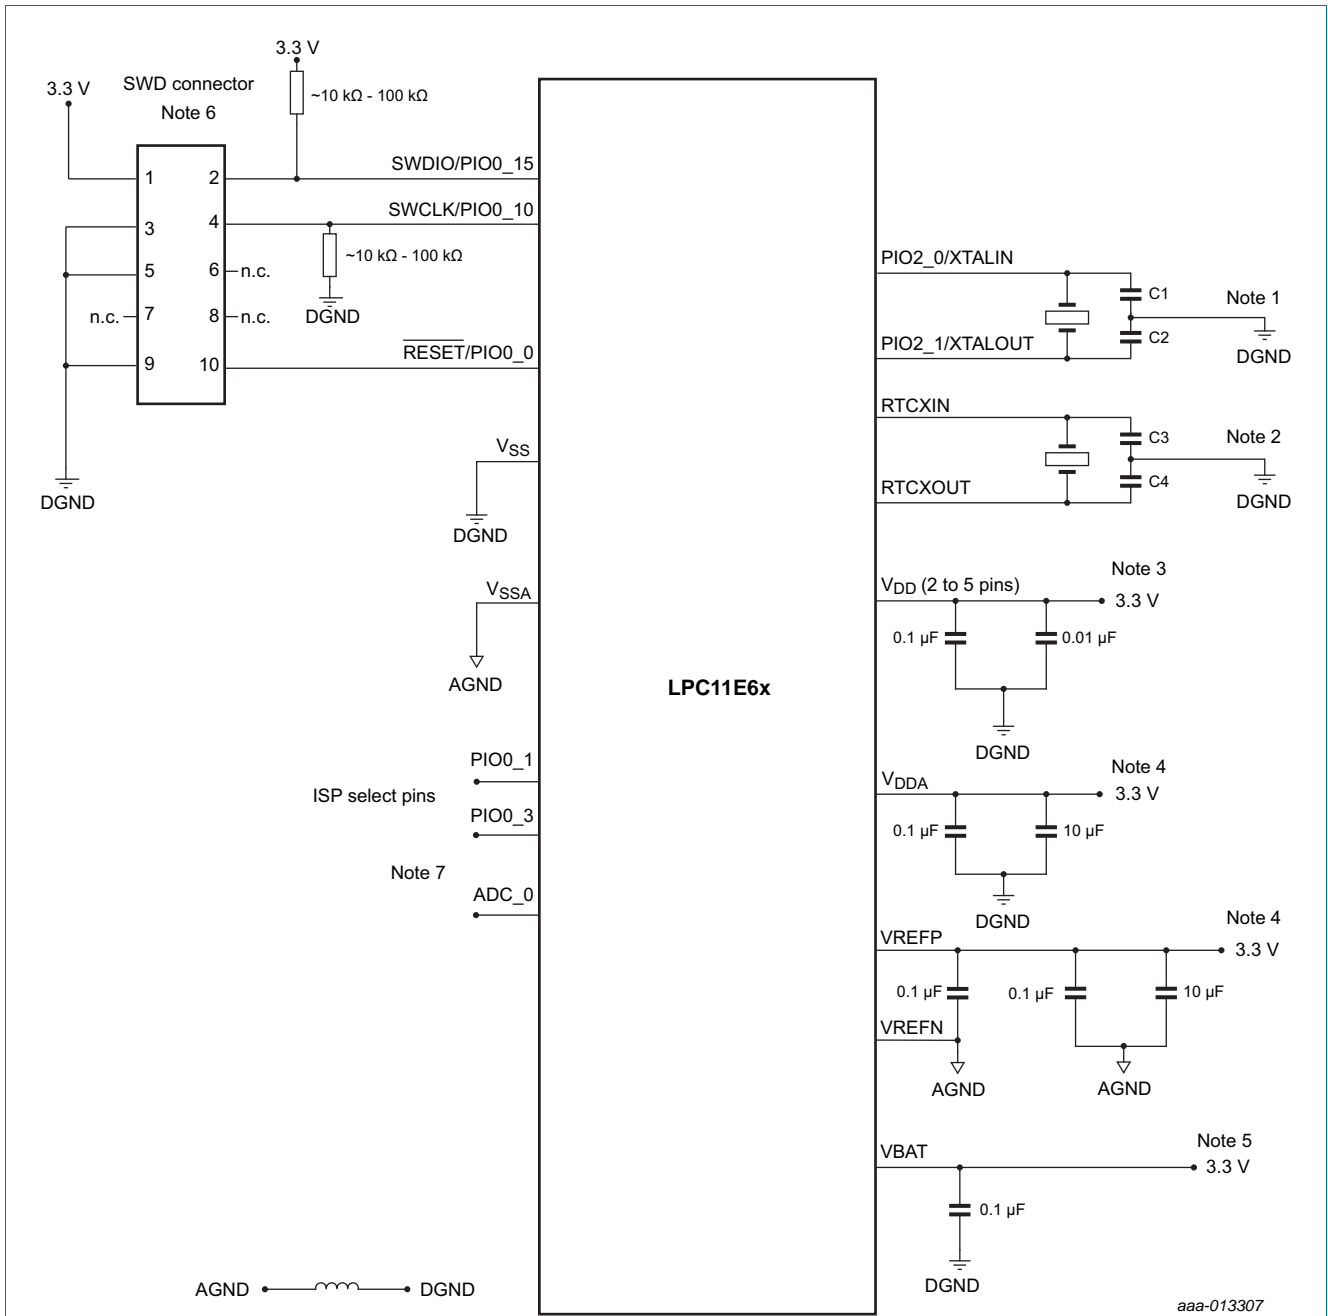 3.3 V
3.3 V
SWD connector
Note 6
~10 kΩ - 100 kΩ
1
2
SWDIO/PIO0_15
3
4
SWCLK/PIO0_10
~10 kΩ - 100 kΩ
5
6
n.c.
DGND
n.c.
7
8
n.c.
9
10
RESET/PIO0_0
DGND
VSS
DGND
VSSA
AGND
PIO0_1
ISP select pins
PIO0_3
Note 7
ADC_0
AGND
DGND
LPC11E6x
PIO2_0/XTALIN
C1
Note 1
C2
DGND
PIO2_1/XTALOUT
RTCXIN
C3
Note 2
C4
DGND
RTCXOUT
Note 3
VDD (2 to 5 pins)
3.3 V
0.1 µF
0.01 µF
DGND
Note 4
VDDA
3.3 V
0.1 µF
10 µF
DGND
Note 4
VREFP
3.3 V
0.1 µF
0.1 µF
10 µF
VREFN
AGND
AGND
Note 5
VBAT
3.3 V
0.1 µF
DGND
aaa-013307